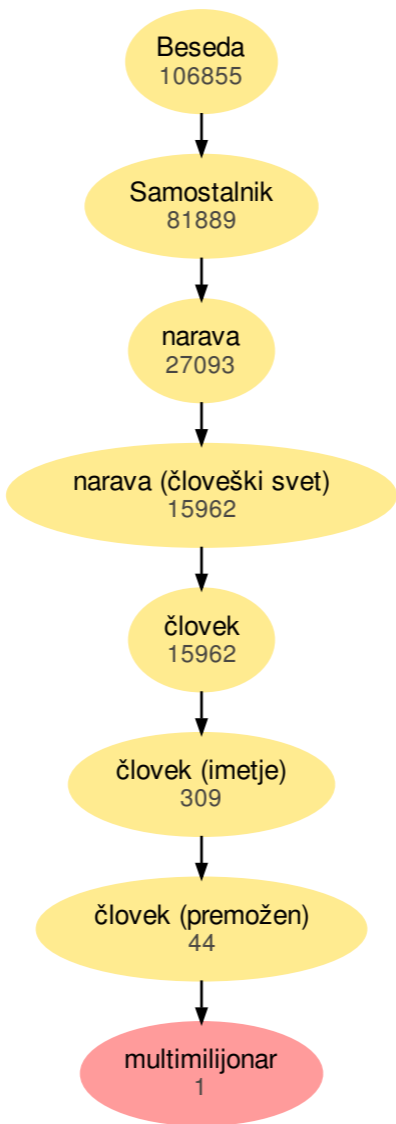 Beseda
106855
Samostalnik
81889
narava
27093
narava (človeški svet)
15962
človek
15962
človek (imetje)
309
človek (premožen)
44
multimilijonar
1